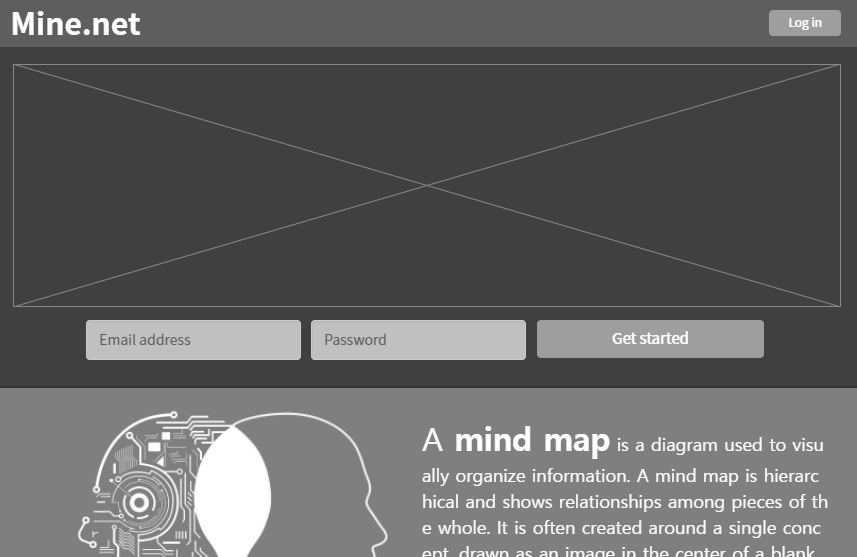 Mine.net
Log in
Email address
Password
Get started
A mind map is a diagram used to visu
ally organize information. A mind map is hierarc
hical and shows relationships among pieces of th
e whole. It is often created around a single conc
ept, drawn as an image in the center of a blank